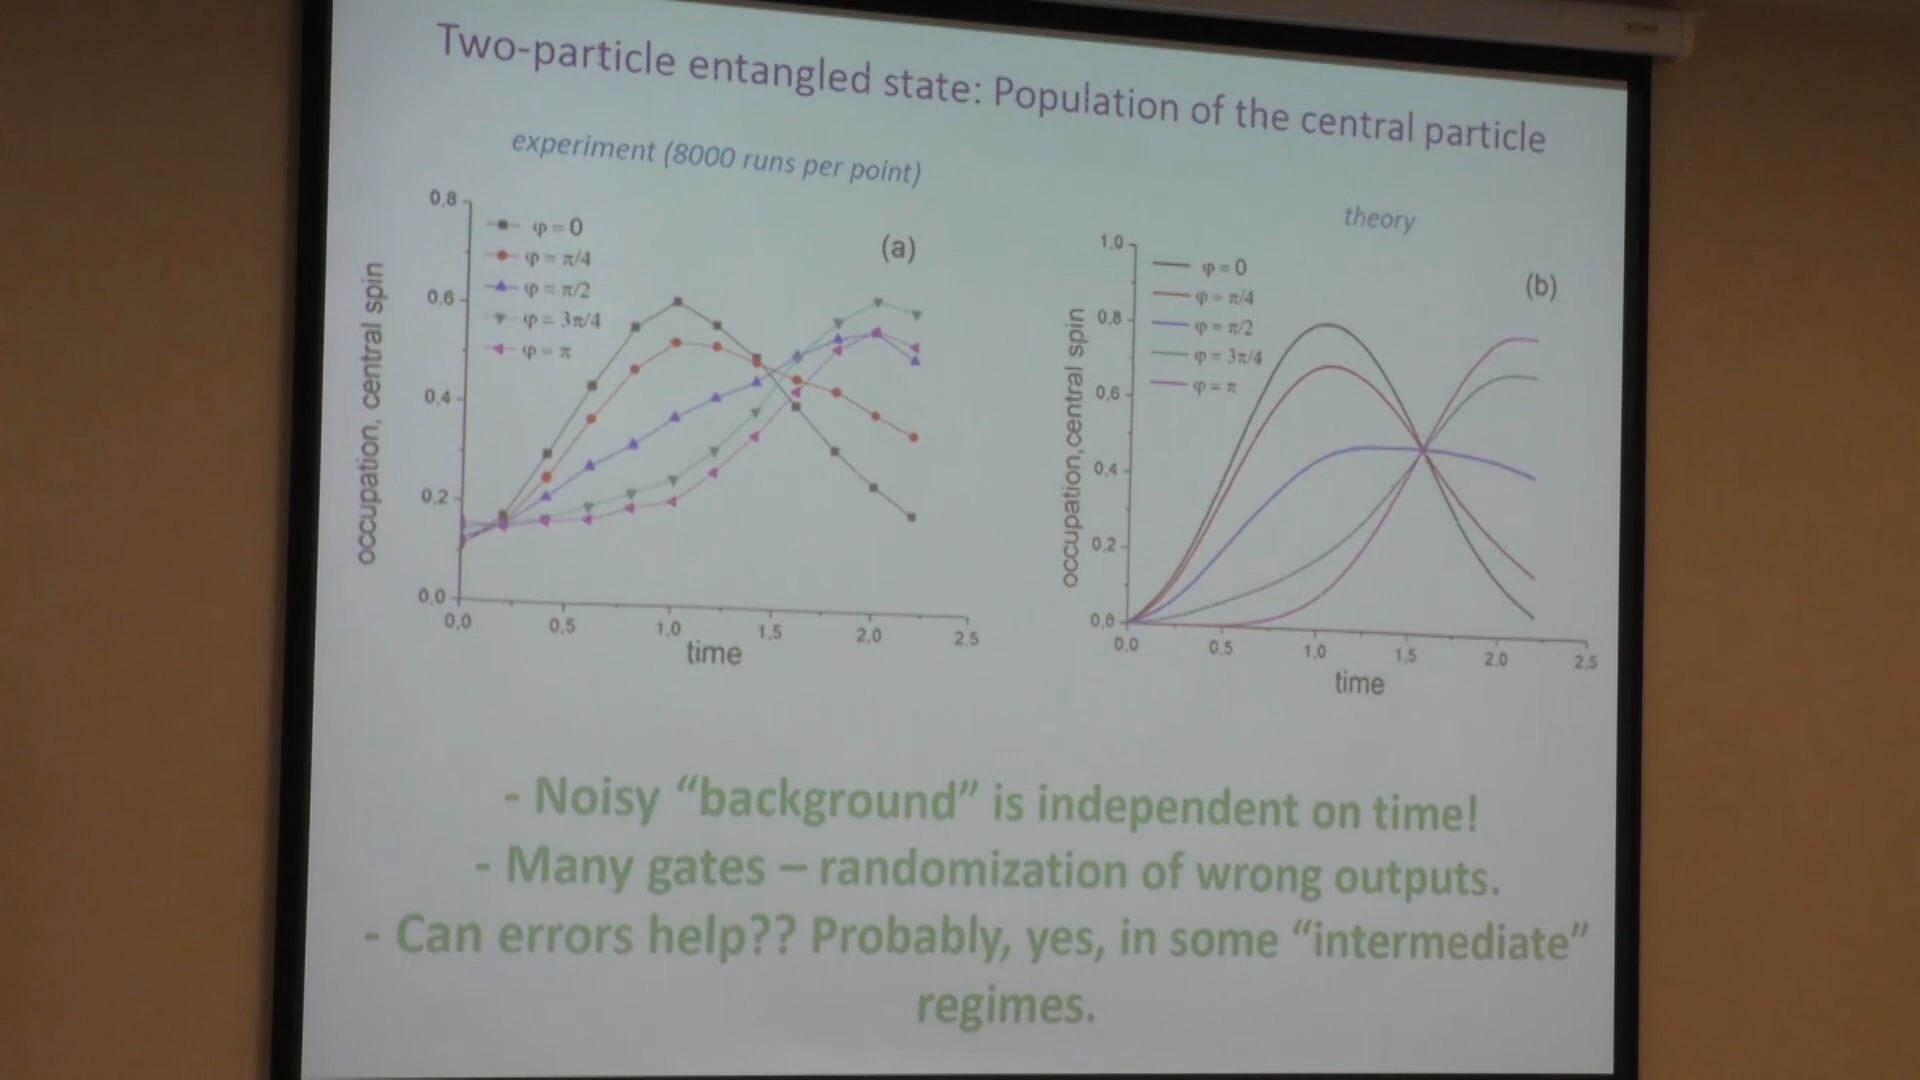 Two-particle entangled state: Population of the central particle
experiment (8000 runs per point)
0,8
0,6
0,4
0,2
0,0
occupation, central spin
φ = 0
φ = π/4
φ = π/2
φ = 3π/4
φ = π
(a)
0,0
0,5
1,0
1,5
2,0
2,5
time
theory
1,0
0,8
0,6
0,4
0,2
0,0
occupation,central spin
φ = 0
φ = π/4
φ = π/2
φ = 3π/4
φ = π
(b)
0,0
0,5
1,0
1,5
2,0
2,5
time
- Noisy “background” is independent on time!
- Many gates – randomization of wrong outputs.
- Can errors help?? Probably, yes, in some “intermediate”
regimes.